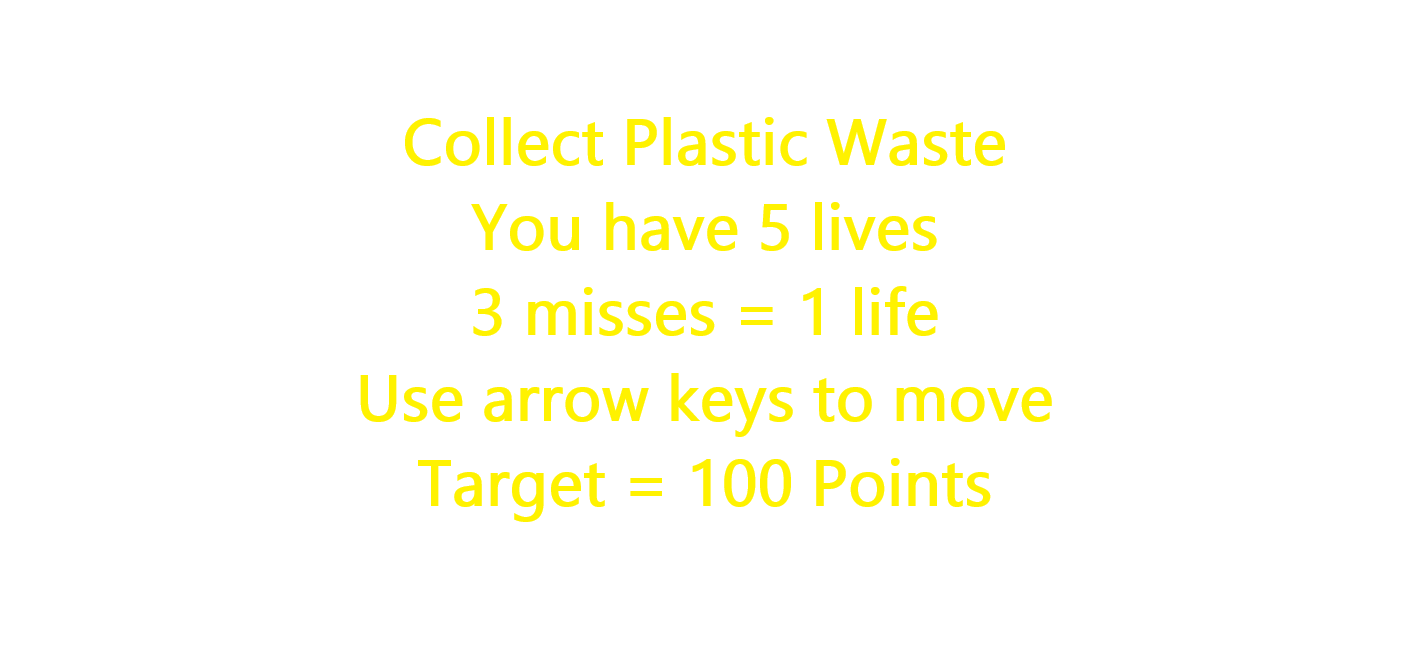 Collect Plastic Waste
You have 5 lives
3 misses = 1 life
Use arrow keys to move
Target = 100 Points